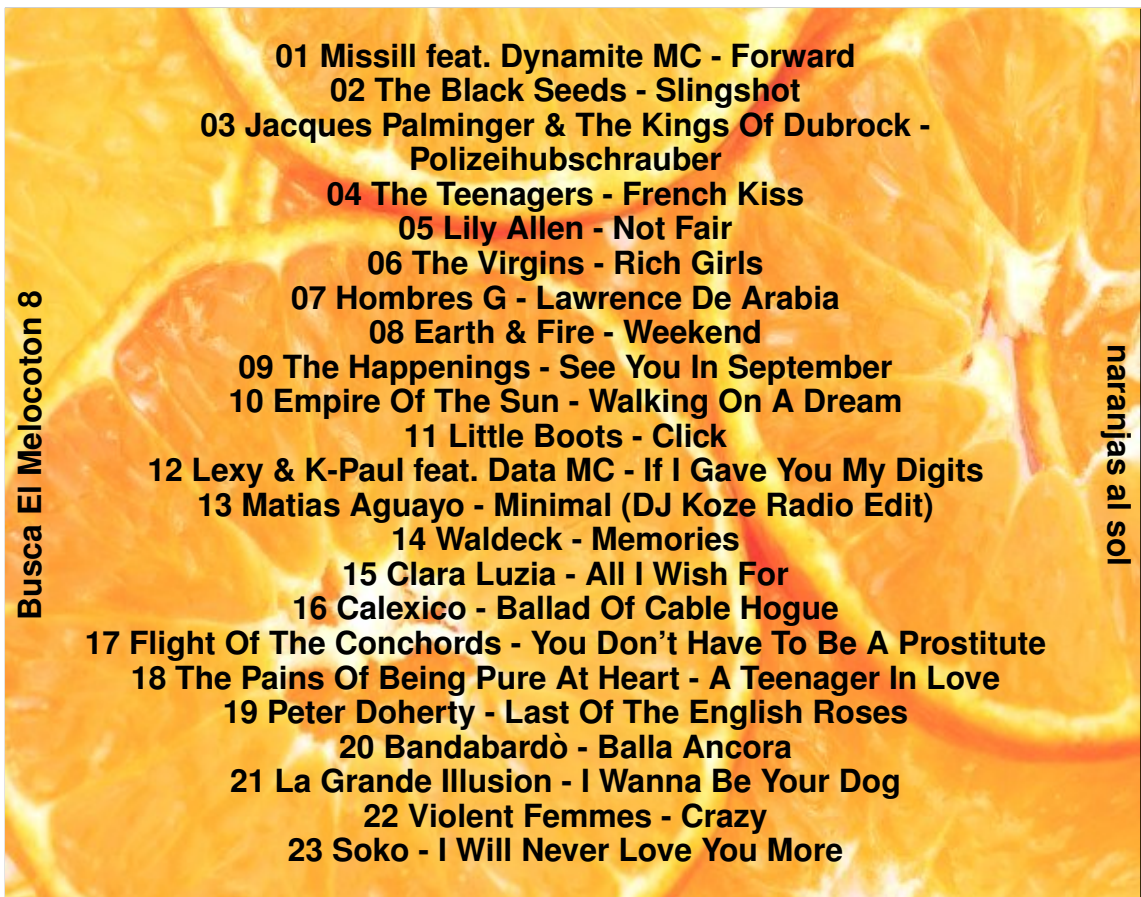 01 Missill feat. Dynamite MC - Forward
02 The Black Seeds - Slingshot
03 Jacques Palminger & The Kings Of Dubrock -
Polizeihubschrauber
04 The Teenagers - French Kiss
05 Lily Allen - Not Fair
06 The Virgins - Rich Girls
07 Hombres G - Lawrence De Arabia
08 Earth & Fire - Weekend
09 The Happenings - See You In September
10 Empire Of The Sun - Walking On A Dream
11 Little Boots - Click
12 Lexy & K-Paul feat. Data MC - If I Gave You My Digits
13 Matias Aguayo - Minimal (DJ Koze Radio Edit)
14 Waldeck - Memories
15 Clara Luzia - All I Wish For
16 Calexico - Ballad Of Cable Hogue
17 Flight Of The Conchords - You Don't Have To Be A Prostitute
18 The Pains Of Being Pure At Heart - A Teenager In Love
19 Peter Doherty - Last Of The English Roses
20 Bandabardò - Balla Ancora
21 La Grande Illusion - I Wanna Be Your Dog
22 Violent Femmes - Crazy
23 Soko - I Will Never Love You More
Busca El Melocoton 8
naranjas al sol